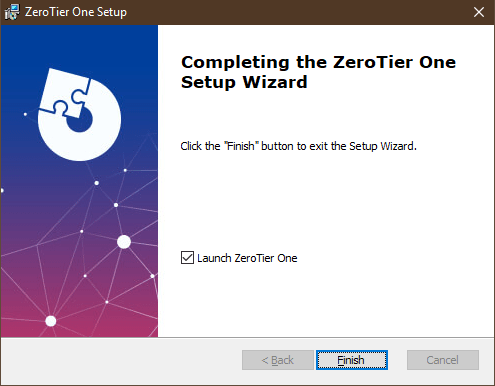 ZeroTier One Setup
Completing the ZeroTier One
Setup Wizard
Click the "Finish" button to exit the Setup Wizard.
Launch ZeroTier One
< Back
Finish
Cancel